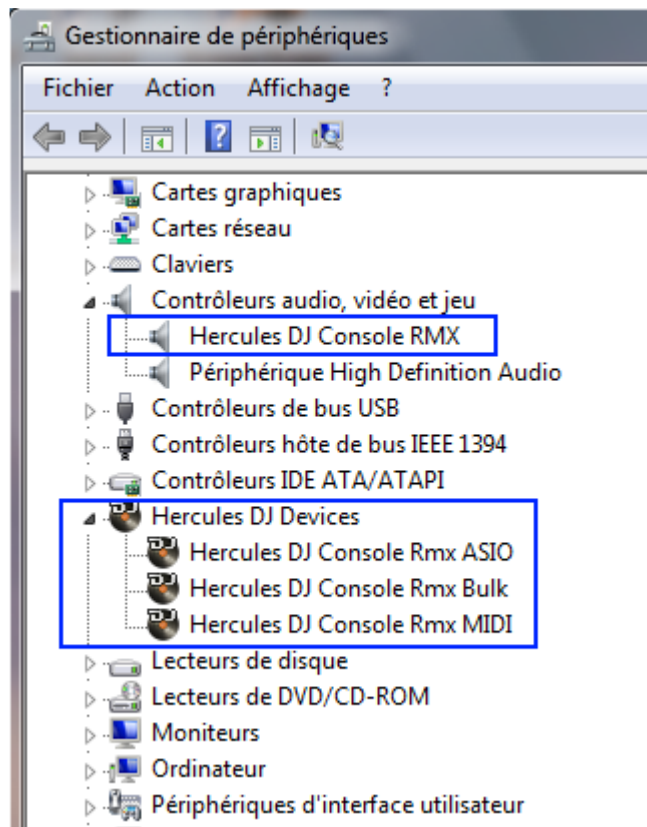 Gestionnaire de périphériques
Fichier Action Affichage ?
Cartes graphiques
Cartes réseau
Claviers
Contrôleurs audio, vidéo et jeu
Hercules DJ Console RMX
Périphérique High Definition Audio
Contrôleurs de bus USB
Contrôleurs hôte de bus IEEE 1394
Contrôleurs IDE ATA/ATAPI
Hercules DJ Devices
Hercules DJ Console Rmx ASIO
Hercules DJ Console Rmx Bulk
Hercules DJ Console Rmx MIDI
Lecteurs de disque
Lecteurs de DVD/CD-ROM
Moniteurs
Ordinateur
Périphériques d'interface utilisateur